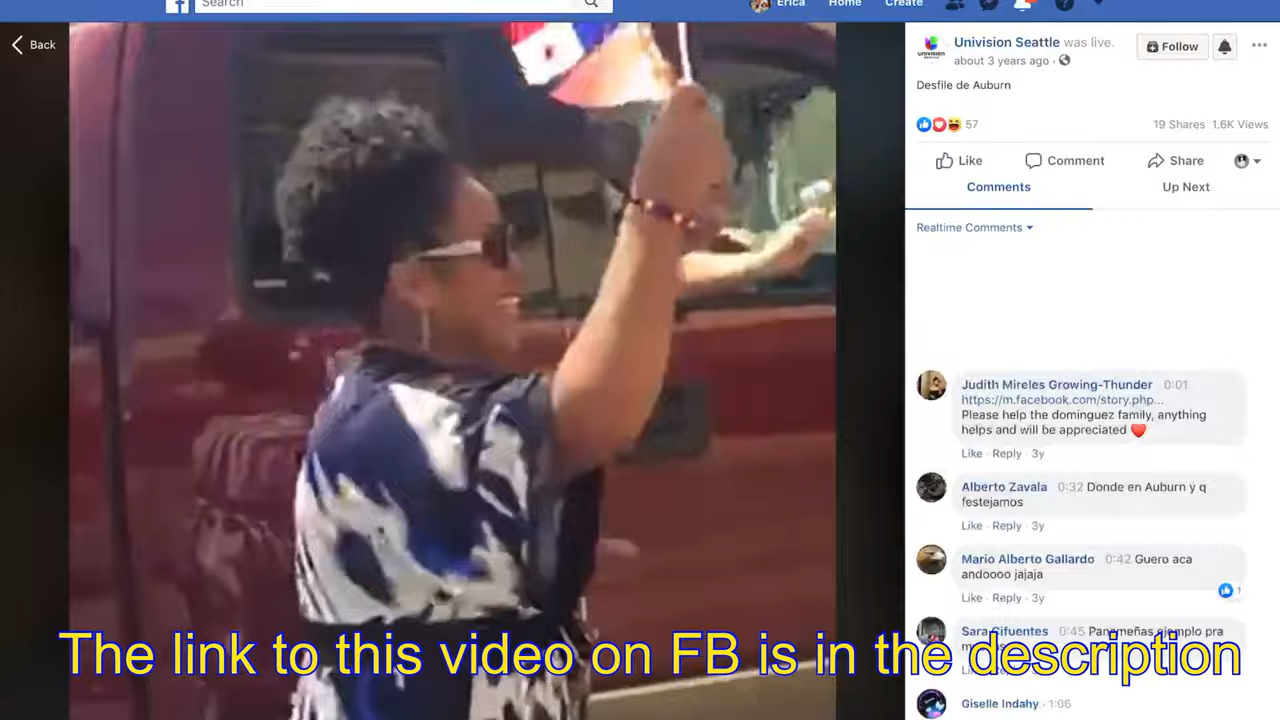 Search
Erica
Home
Create
Back
Univision Seattle was live.
about 3 years ago
Follow
Desfile de Auburn
57
19 Shares 1.6K Views
Like
Comment
Share
Comments
Up Next
Realtime Comments
Judith Mireles Growing-Thunder 0:01
https://m.facebook.com/story.php...
Please help the dominguez family, anything
helps and will be appreciated
Like · Reply · 3y
Alberto Zavala 0:32 Donde en Auburn y q
festejamos
Like · Reply · 3y
Mario Alberto Gallardo 0:42 Guero aca
andoooo jajaja
1
Like · Reply · 3y
Sara Cifuentes 0:45 Panameñas ejemplo pra
The link to this video on FB is in the description
Giselle Indahy · 1:06